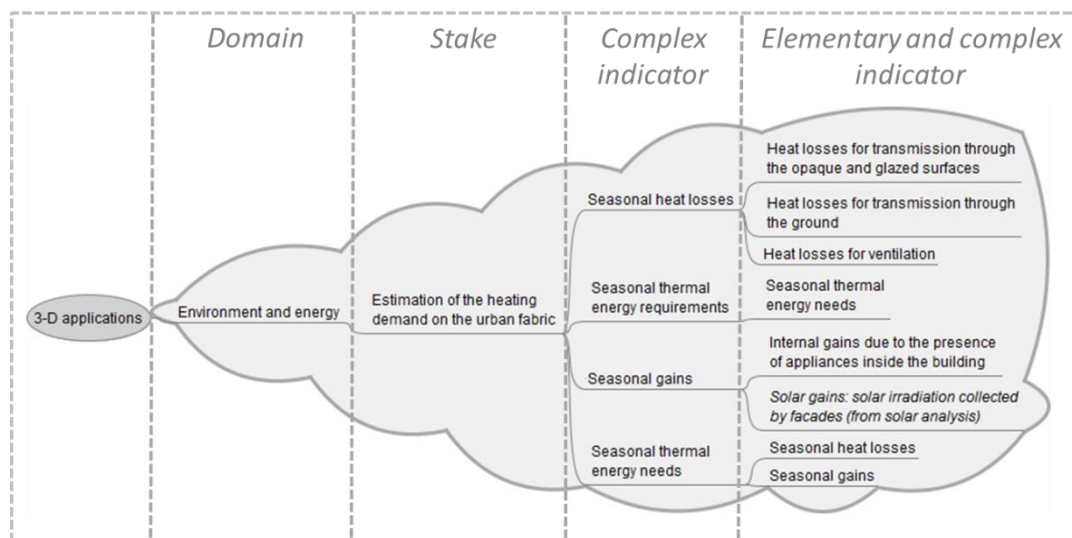 Domain
Stake
Complex
indicator
Elementary and complex
indicator
3-D applications
Environment and energy
Estimation of the heating
demand on the urban fabric
Seasonal heat losses
Heat losses for transmission through
the opaque and glazed surfaces
Heat losses for transmission through
the ground
Heat losses for ventilation
Seasonal thermal
energy requirements
Seasonal thermal
energy needs
Seasonal gains
Internal gains due to the presence
of appliances inside the building
Solar gains: solar irradiation collected
by facades (from solar analysis)
Seasonal thermal
energy needs
Seasonal heat losses
Seasonal gains